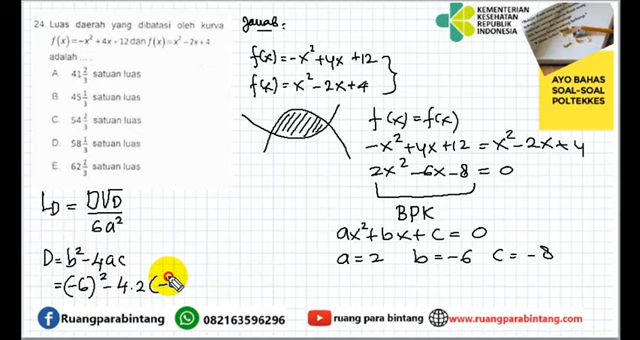 24. Luas daerah yang dibatasi oleh kurva
f(x) = -x² + 4x + 12 dan f(x) = x² - 2x + 4
adalah ....
A. 41 2/3 satuan luas
B. 45 1/3 satuan luas
C. 54 2/3 satuan luas
D. 58 1/3 satuan luas
E. 62 2/3 satuan luas
L_D = D√D / 6a²
D = b² - 4ac
= (-6)² - 4.2 (-8
Jawab:
f(x) = -x² + 4x + 12
f(x) = x² - 2x + 4
f(x) = f(x)
-x² + 4x + 12 = x² - 2x + 4
2x² - 6x - 8 = 0
BPK
ax² + bx + c = 0
a = 2 b = -6 c = -8
KEMENTERIAN
KESEHATAN
REPUBLIK
INDONESIA
AYO BAHAS
SOAL-SOAL
POLTEKKES
Ruangparabintang
082163596296
ruang para bintang
www.ruangparabintang.com